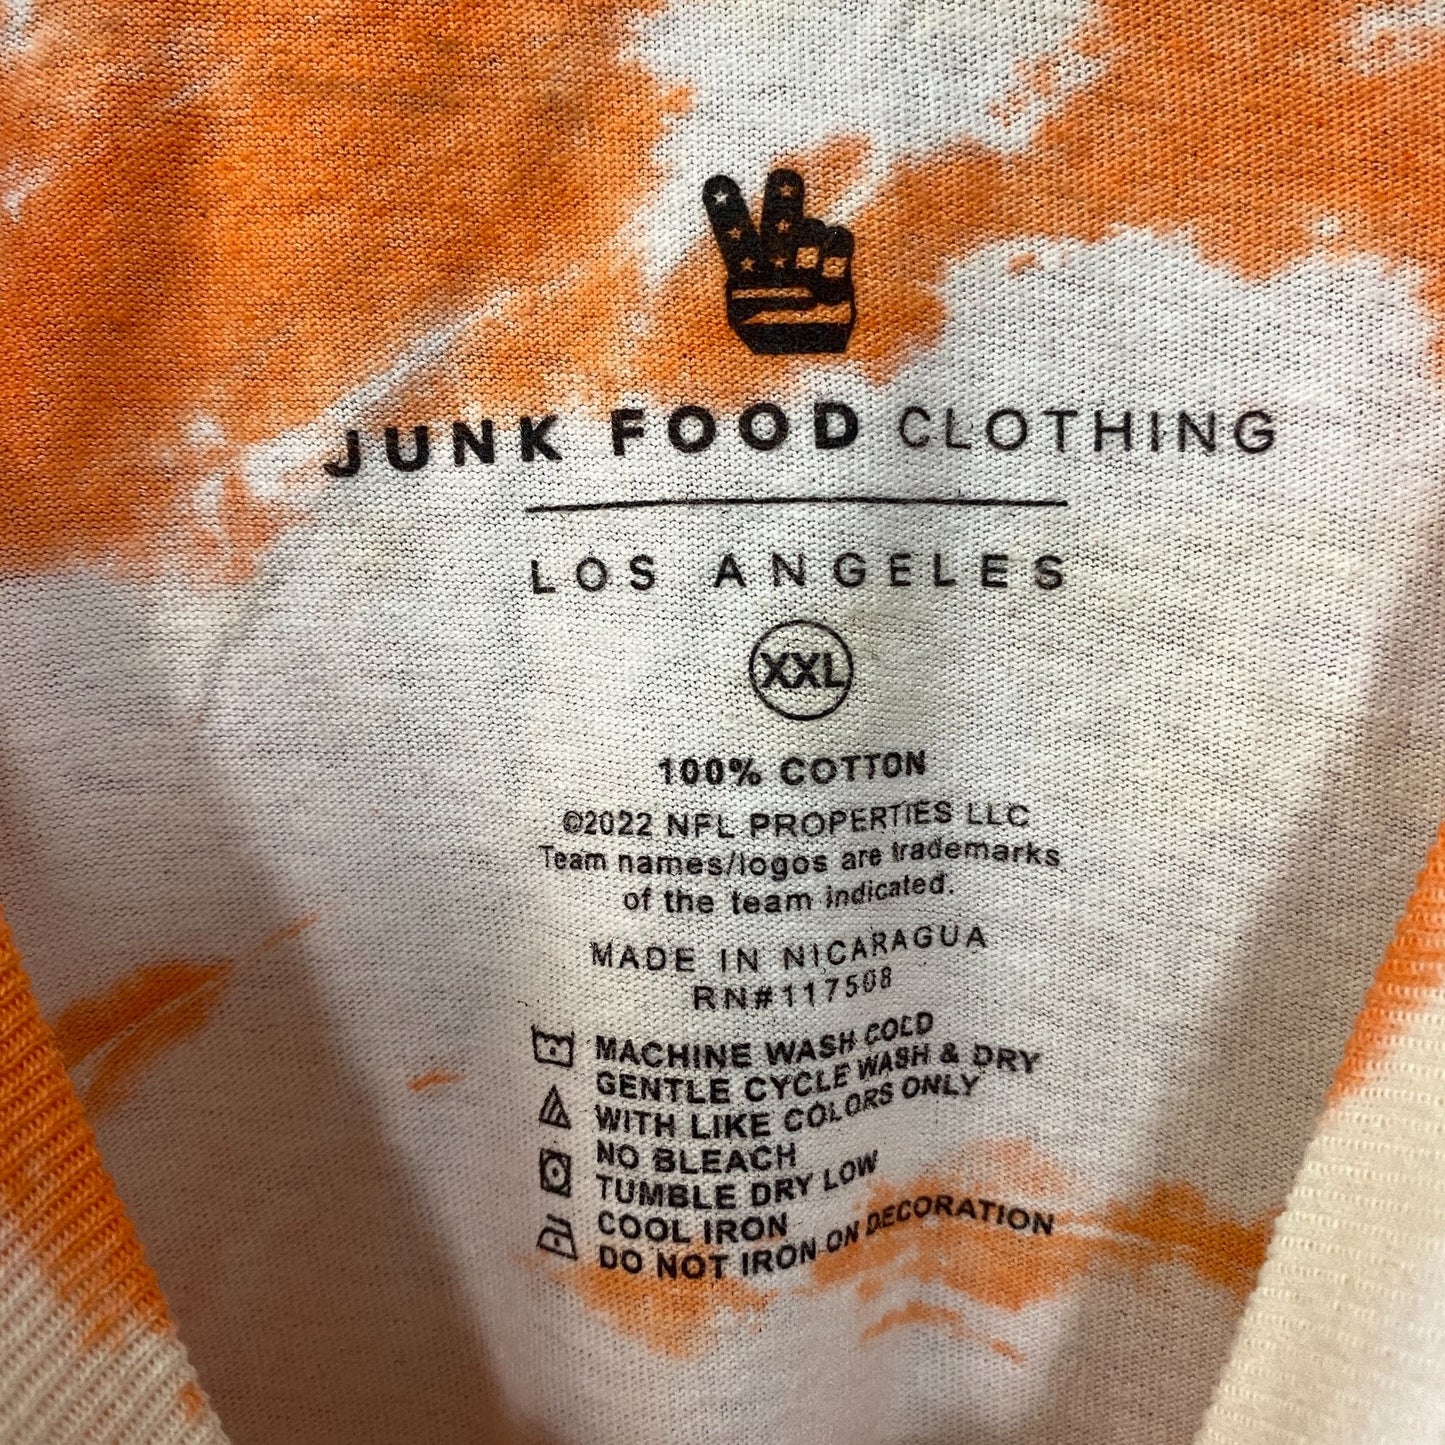 JUNK FOOD CLOTHING
LOS ANGELES
XXL
100% COTTON
©2022 NFL PROPERTIES LLC
Team names/logos are trademarks
of the team indicated.
MADE IN NICARAGUA
RN#117508
MACHINE WASH COLD
GENTLE CYCLE WASH & DRY
WITH LIKE COLORS ONLY
NO BLEACH
TUMBLE DRY LOW
COOL IRON
DO NOT IRON ON DECORATION